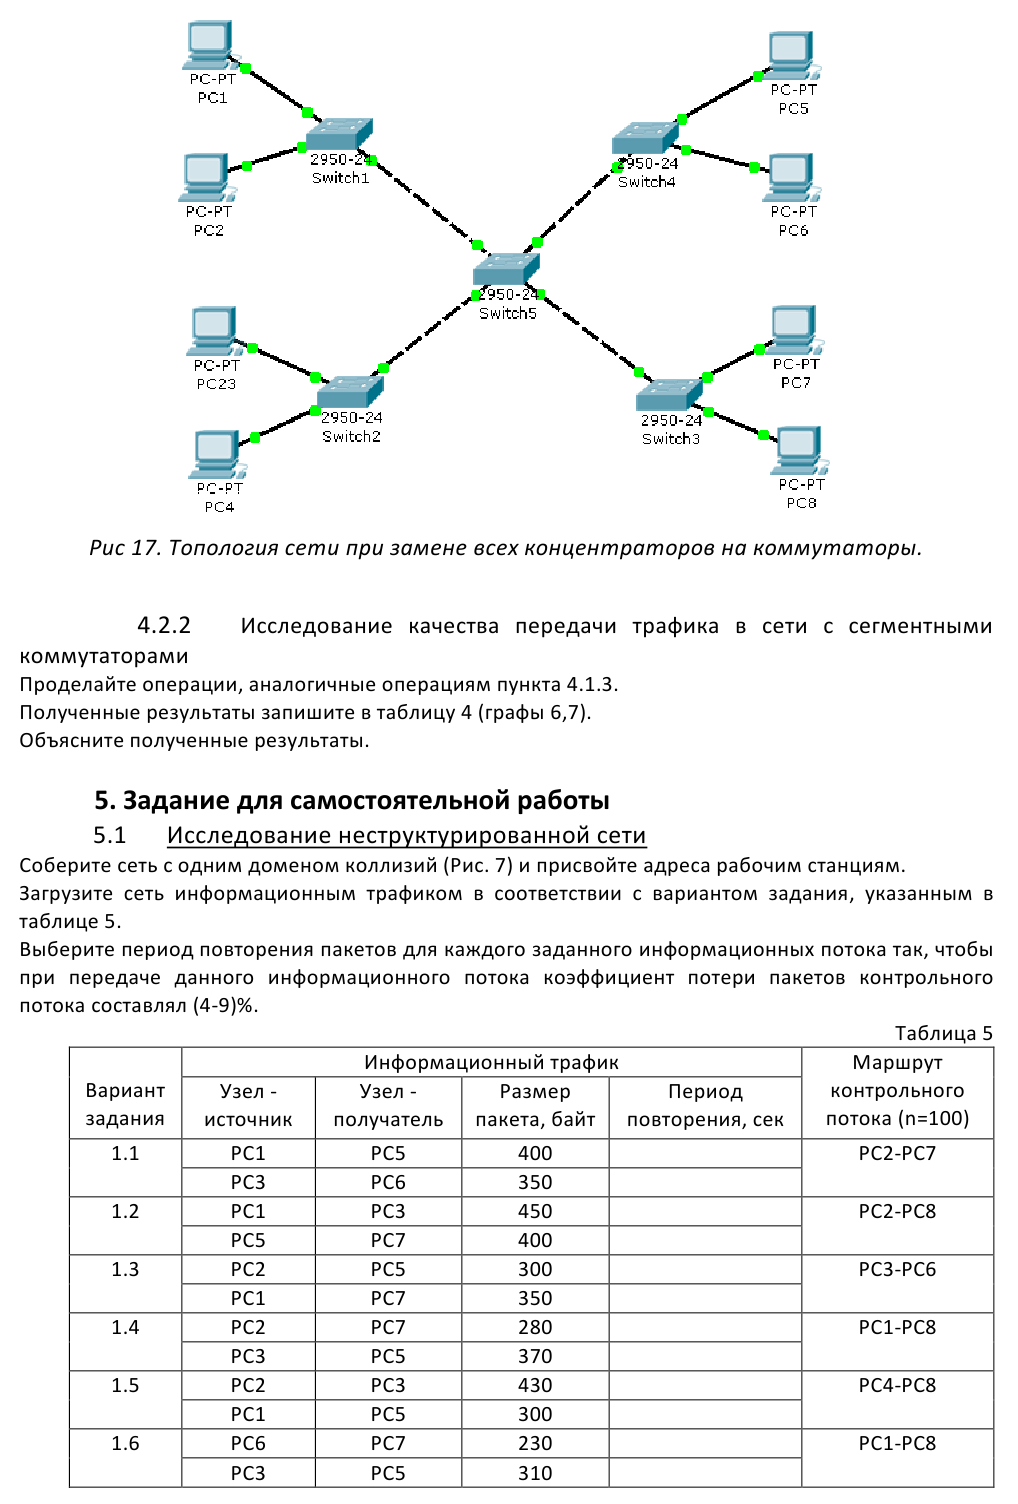 PC-PT
PC1
PC-PT
PC5
2950-24
Switch1
2950-24
Switch4
PC-PT
PC2
PC-PT
PC6
2950-24
Switch5
PC-PT
PC23
PC-PT
PC7
2950-24
Switch2
2950-24
Switch3
PC-PT
PC4
PC-PT
PC8
Рис 17. Топология сети при замене всех концентраторов на коммутаторы.
4.2.2 Исследование качества передачи трафика в сети с сегментными
коммутаторами
Проделайте операции, аналогичные операциям пункта 4.1.3.
Полученные результаты запишите в таблицу 4 (графы 6,7).
Объясните полученные результаты.
5. Задание для самостоятельной работы
5.1 Исследование неструктурированной сети
Соберите сеть с одним доменом коллизий (Рис. 7) и присвойте адреса рабочим станциям.
Загрузите сеть информационным трафиком в соответствии с вариантом задания, указанным в
таблице 5.
Выберите период повторения пакетов для каждого заданного информационных потока так, чтобы
при передаче данного информационного потока коэффициент потери пакетов контрольного
потока составлял (4-9)%.
Таблица 5
Вариант задания Информационный трафик Маршрут контрольного потока (n=100)
Узел - источник Узел - получатель Размер пакета, байт Период повторения, сек
1.1 PC1 PC5 400 PC2-PC7
PC3 PC6 350
1.2 PC1 PC3 450 PC2-PC8
PC5 PC7 400
1.3 PC2 PC5 300 PC3-PC6
PC1 PC7 350
1.4 PC2 PC7 280 PC1-PC8
PC3 PC5 370
1.5 PC2 PC3 430 PC4-PC8
PC1 PC5 300
1.6 PC6 PC7 230 PC1-PC8
PC3 PC5 310